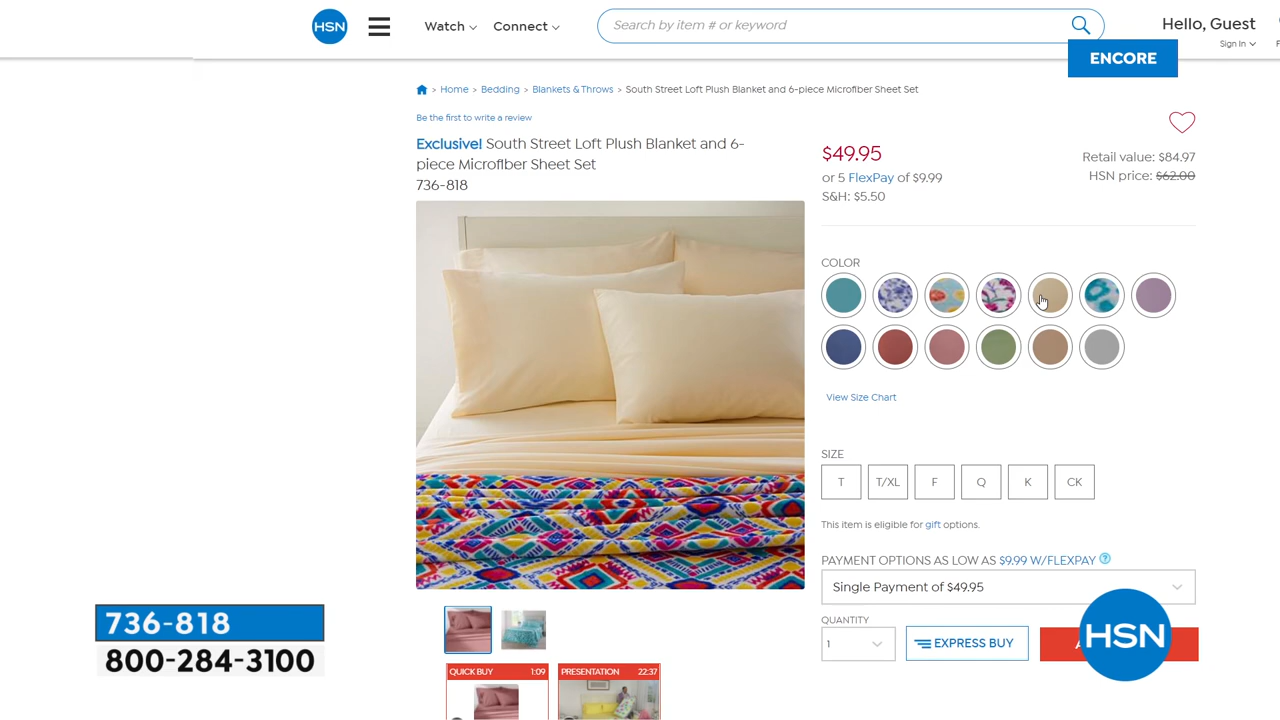 HSN
Watch
Connect
Search by item # or keyword
Hello, Guest
Sign In
ENCORE
> Home > Bedding > Blankets & Throws > South Street Loft Plush Blanket and 6-piece Microfiber Sheet Set
Be the first to write a review
Exclusive! South Street Loft Plush Blanket and 6-
piece Microfiber Sheet Set
736-818
$49.95
or 5 FlexPay of $9.99
S&H: $5.50
Retail value: $84.97
HSN price: $62.00
COLOR
View Size Chart
SIZE
T T/XL F Q K CK
This item is eligible for gift options.
PAYMENT OPTIONS AS LOW AS $9.99 W/FLEXPAY ?
Single Payment of $49.95
QUANTITY
1
EXPRESS BUY
HSN
736-818
800-284-3100
QUICK BUY 1:09
PRESENTATION 22:37